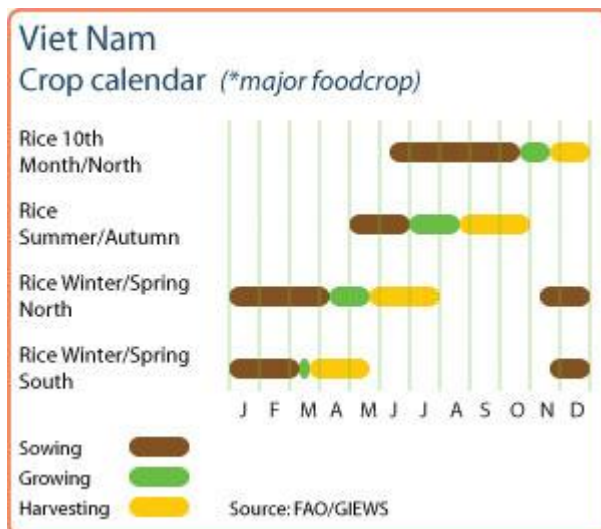 Viet Nam
Crop calendar (*major foodcrop)
Rice 10th
Month/North
Rice
Summer/Autumn
Rice Winter/Spring
North
Rice Winter/Spring
South
J F M A M J J A S O N D
Sowing
Growing
Harvesting
Source: FAO/GIEWS